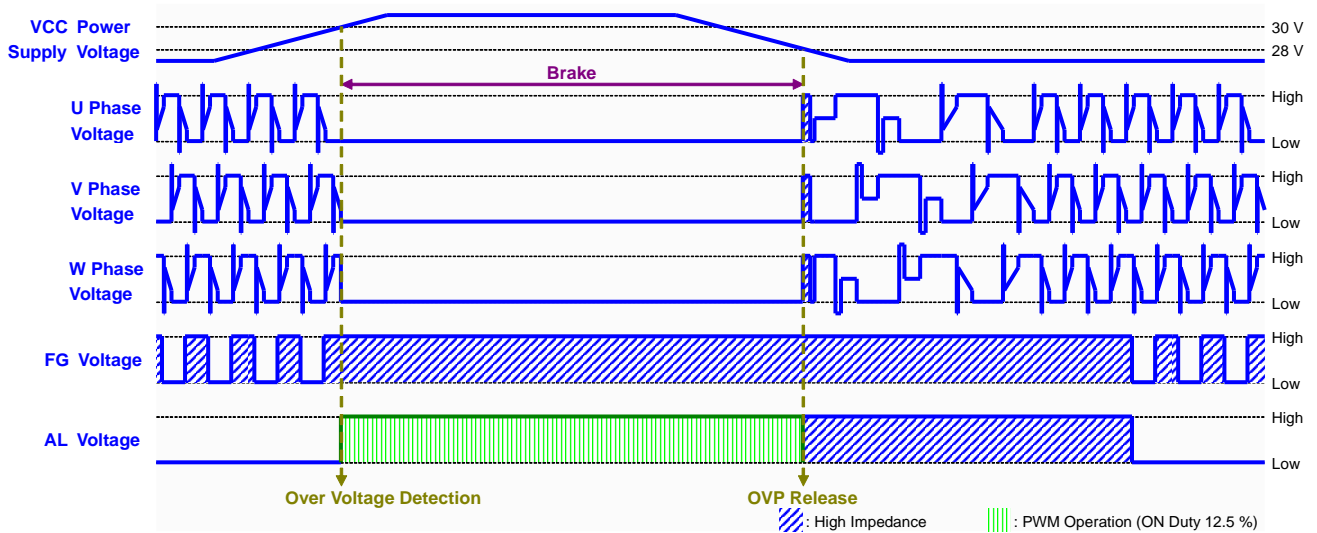 VCC Power
Supply Voltage
30 V
28 V
Brake
U Phase
Voltage
High
Low
V Phase
Voltage
High
Low
W Phase
Voltage
High
Low
FG Voltage
High
Low
AL Voltage
High
Low
Over Voltage Detection
OVP Release
: High Impedance
: PWM Operation (ON Duty 12.5 %)